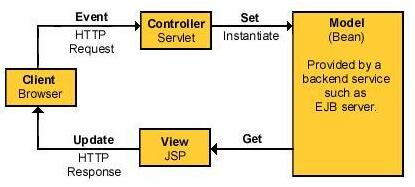 Event
HTTP
Request
Controller
Servlet
Set
Instantiate
Model
(Bean)
Provided by a
backend service
such as
EJB server.
Client
Browser
Update
HTTP
Response
View
JSP
Get